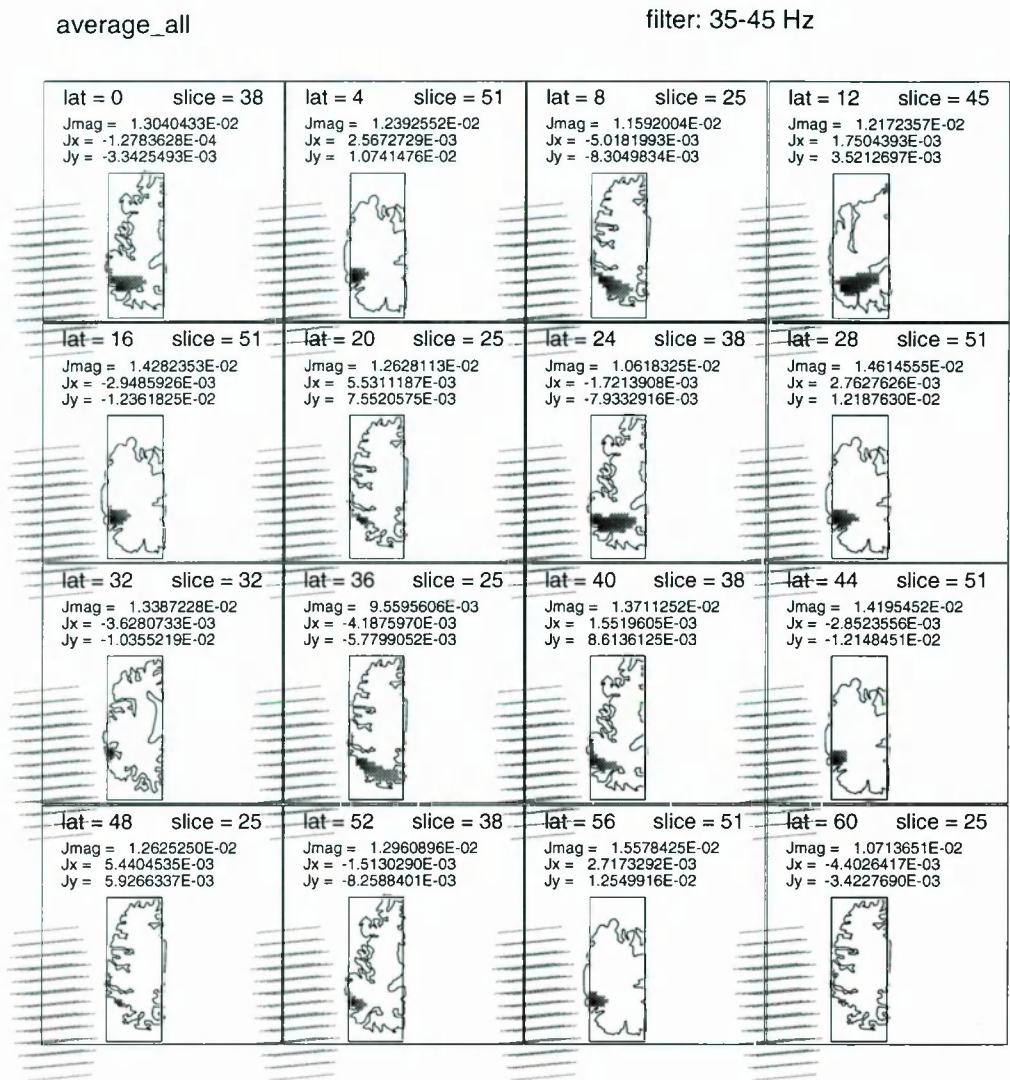 average_all filter: 35-45 Hz
lat = 0 slice = 38
Jmag = 1.3040433E-02
Jx = -1.2783628E-04
Jy = -3.3425493E-03
lat = 4 slice = 51
Jmag = 1.2392552E-02
Jx = 2.5672729E-03
Jy = 1.0741476E-02
lat = 8 slice = 25
Jmag = 1.1592004E-02
Jx = -5.0181993E-03
Jy = -8.3049834E-03
lat = 12 slice = 45
Jmag = 1.2172357E-02
Jx = 1.7504393E-03
Jy = 3.5212697E-03
lat = 16 slice = 51
Jmag = 1.4282353E-02
Jx = -2.9485926E-03
Jy = -1.2361825E-02
lat = 20 slice = 25
Jmag = 1.2628113E-02
Jx = 5.5311187E-03
Jy = 7.5520575E-03
lat = 24 slice = 38
Jmag = 1.0618325E-02
Jx = -1.7213908E-03
Jy = -7.9332916E-03
lat = 28 slice = 51
Jmag = 1.4614555E-02
Jx = 2.7627626E-03
Jy = 1.2187630E-02
lat = 32 slice = 32
Jmag = 1.3387228E-02
Jx = -3.6280733E-03
Jy = -1.0355219E-02
lat = 36 slice = 25
Jmag = 9.5595606E-03
Jx = -4.1875970E-03
Jy = -5.7799052E-03
lat = 40 slice = 38
Jmag = 1.3711252E-02
Jx = 1.5519605E-03
Jy = 8.6136125E-03
lat = 44 slice = 51
Jmag = 1.4195452E-02
Jx = -2.8523556E-03
Jy = -1.2148451E-02
lat = 48 slice = 25
Jmag = 1.2625250E-02
Jx = 5.4404535E-03
Jy = 5.9266337E-03
lat = 52 slice = 38
Jmag = 1.2960896E-02
Jx = -1.5130290E-03
Jy = -8.2588401E-03
lat = 56 slice = 51
Jmag = 1.5578425E-02
Jx = 2.7173292E-03
Jy = 1.2549916E-02
lat = 60 slice = 25
Jmag = 1.0713651E-02
Jx = -4.4026417E-03
Jy = -3.4227690E-03